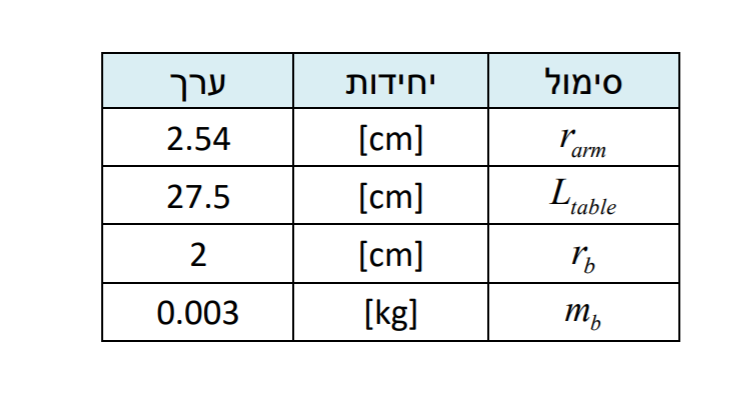 סימול יחידות ערך
r_arm [cm] 2.54
L_table [cm] 27.5
r_b [cm] 2
m_b [kg] 0.003